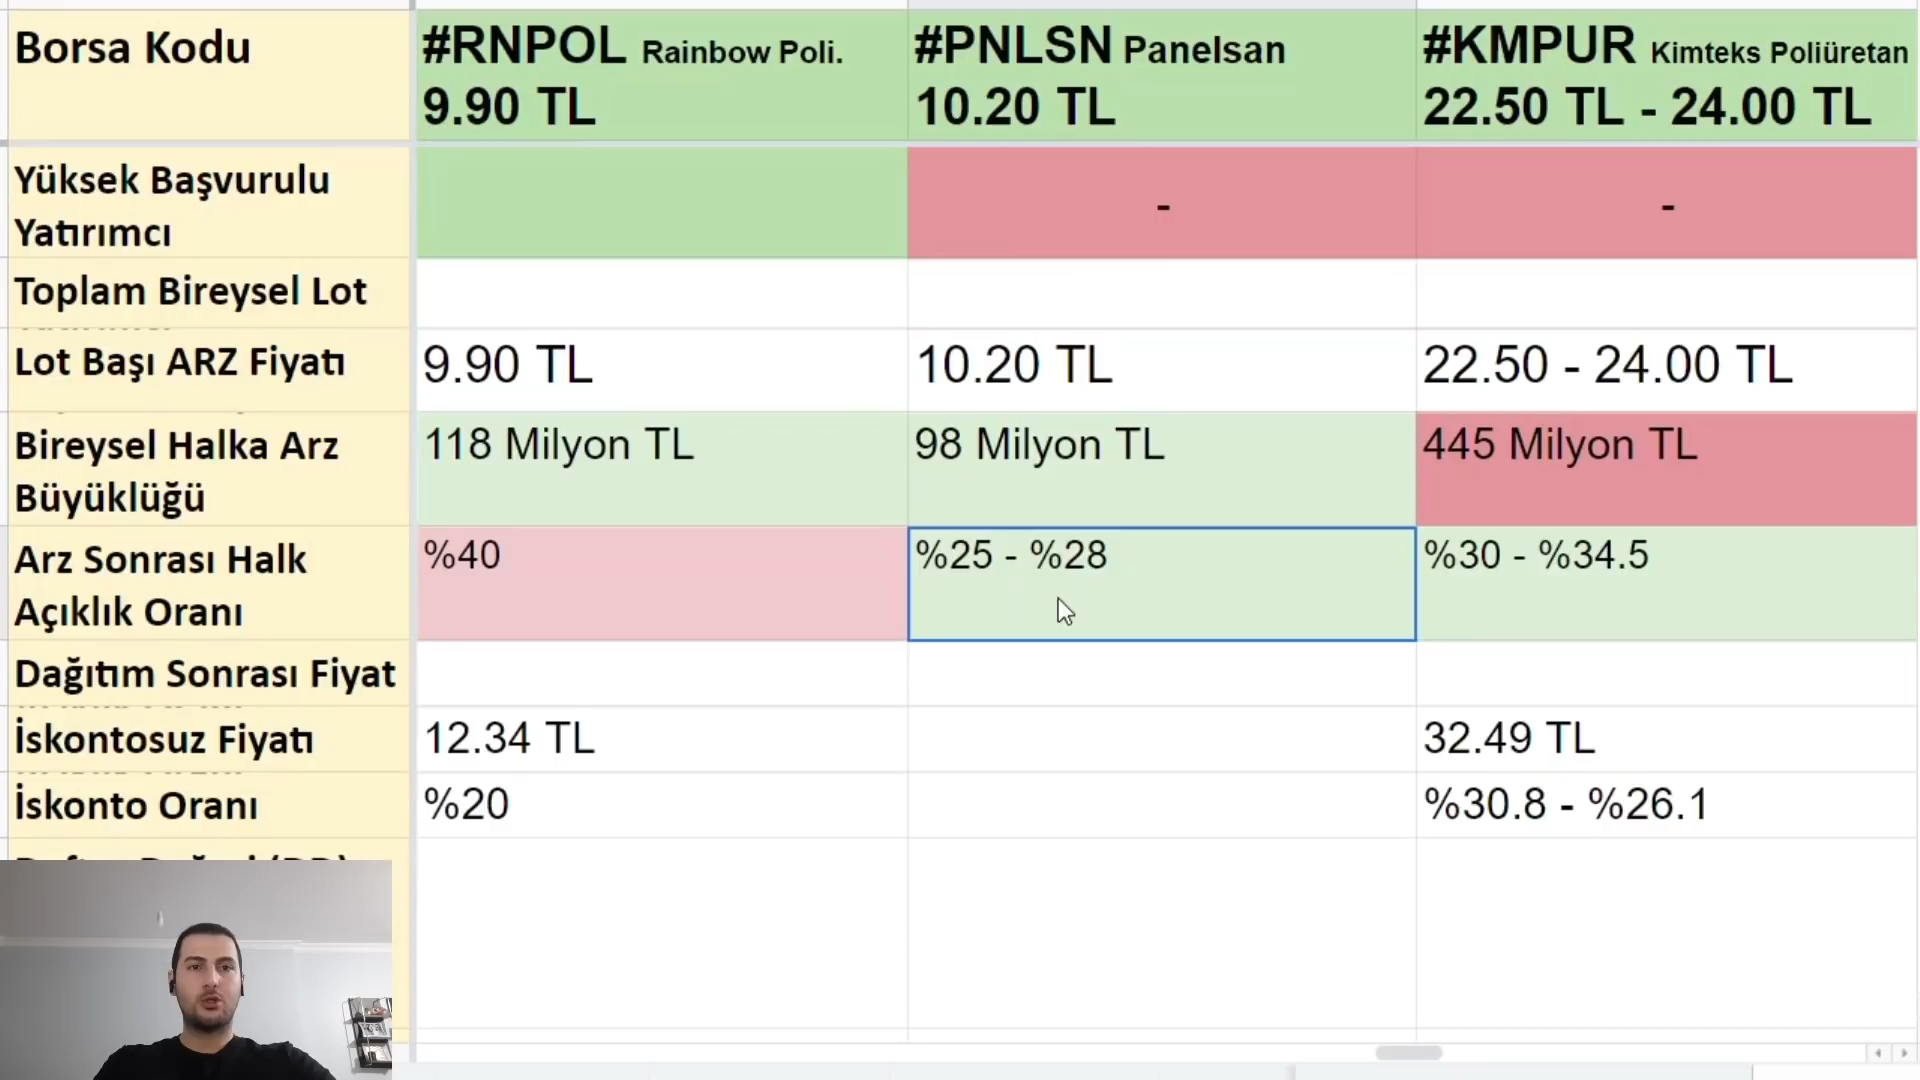 Borsa Kodu
#RNPOL Rainbow Poli.
9.90 TL
#PNLSN Panelsan
10.20 TL
#KMPUR Kimteks Poliüretan
22.50 TL - 24.00 TL
Yüksek Başvurulu
Yatırımcı
-
-
Toplam Bireysel Lot
Lot Başı ARZ Fiyatı
9.90 TL
10.20 TL
22.50 - 24.00 TL
Bireysel Halka Arz
Büyüklüğü
118 Milyon TL
98 Milyon TL
445 Milyon TL
Arz Sonrası Halk
Açıklık Oranı
%40
%25 - %28
%30 - %34.5
Dağıtım Sonrası Fiyat
İskontosuz Fiyatı
12.34 TL
32.49 TL
İskonto Oranı
%20
%30.8 - %26.1